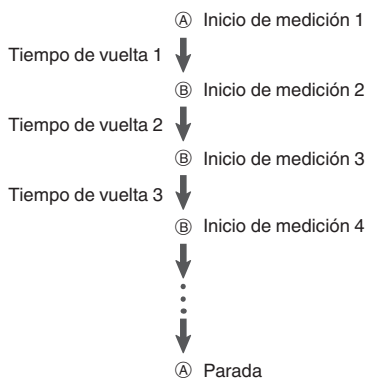 Ⓐ Inicio de medición 1
Tiempo de vuelta 1
Ⓑ Inicio de medición 2
Tiempo de vuelta 2
Ⓑ Inicio de medición 3
Tiempo de vuelta 3
Ⓑ Inicio de medición 4
Ⓐ Parada